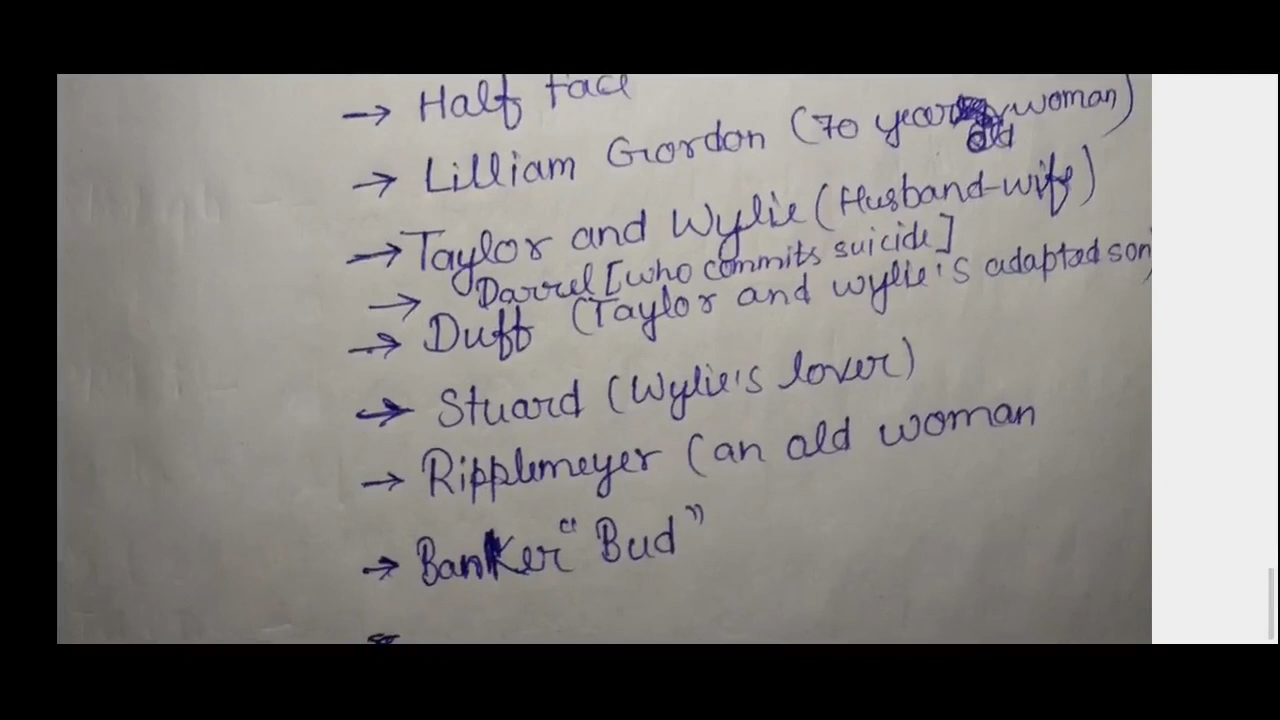 → Half Face
→ Lilliam Gordon (70 year old woman)
→ Taylor and Wylie (Husband-wife)
→ Darrel [who commits suicide]
→ Duff (Taylor and wylie's adapted son)
→ Stuard (Wylie's lover)
→ Ripplemeyer (an old woman
→ Banker "Bud"